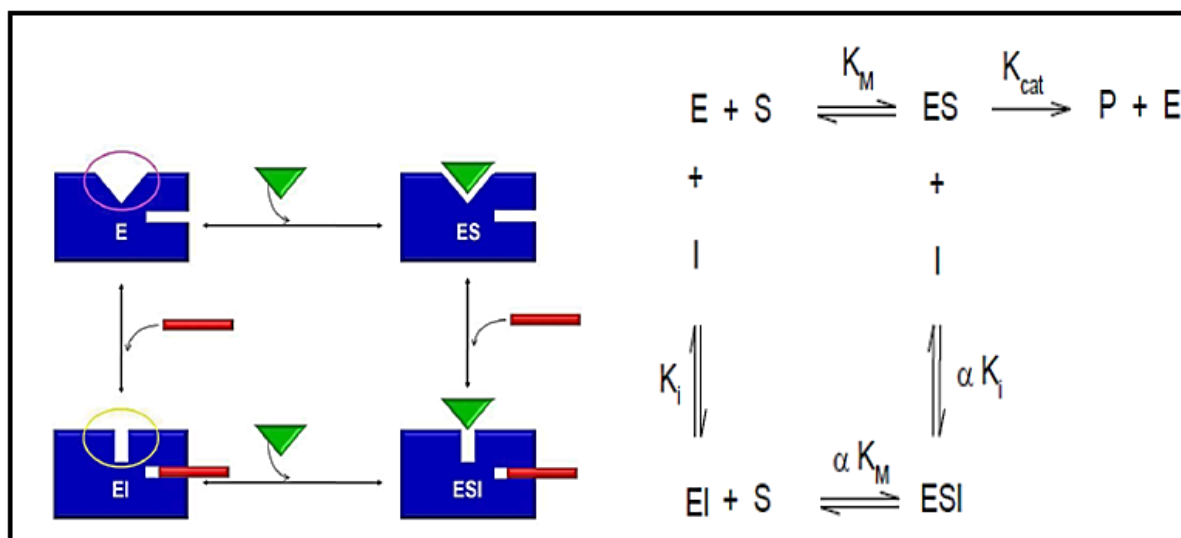 E
ES
EI
ESI
E + S ⇌ ES → P + E
K_M
K_cat
+ +
I I
K_i
α K_i
α K_M
EI + S ⇌ ESI